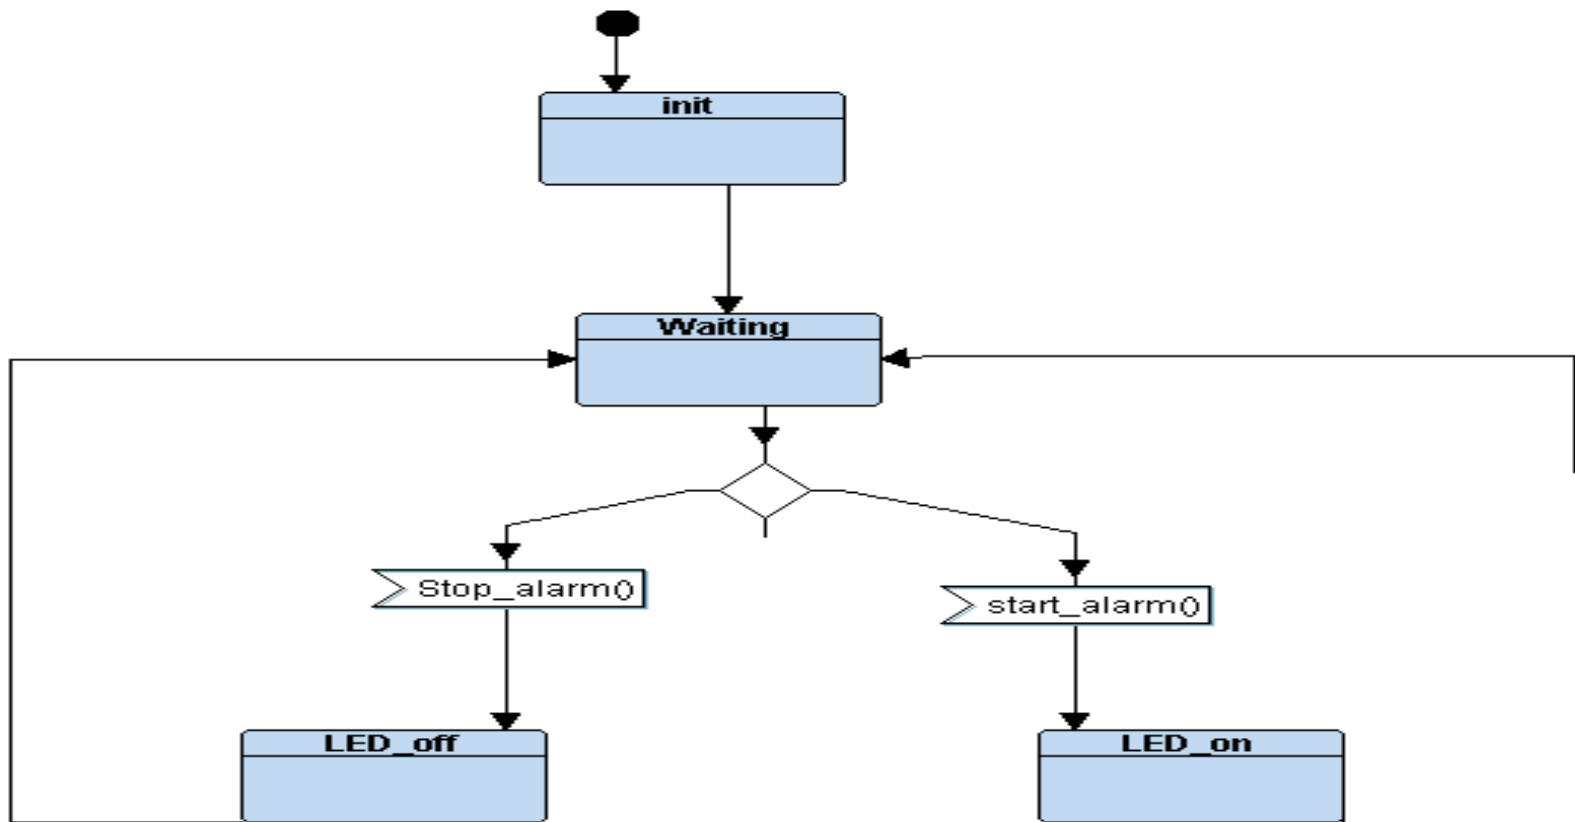 init
Waiting
Stop_alarm()
start_alarm()
LED_off
LED_on